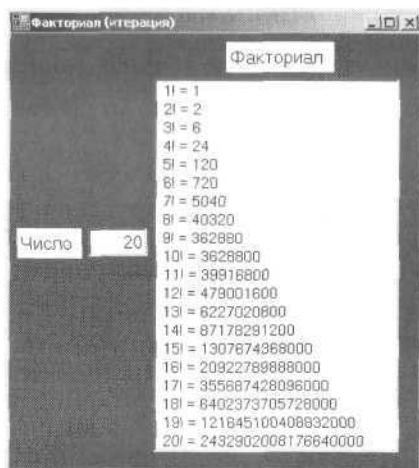 Факториал (итерация)
Факториал
1! = 1
2! = 2
3! = 6
4! = 24
5! = 120
6! = 720
7! = 5040
8! = 40320
9! = 362880
10! = 3628800
11! = 39916800
12! = 479001600
13! = 6227020800
14! = 87178291200
15! = 1307674368000
16! = 20922789888000
17! = 355687428096000
18! = 6402373705728000
19! = 121645100408832000
20! = 2432902008176640000
Число 20